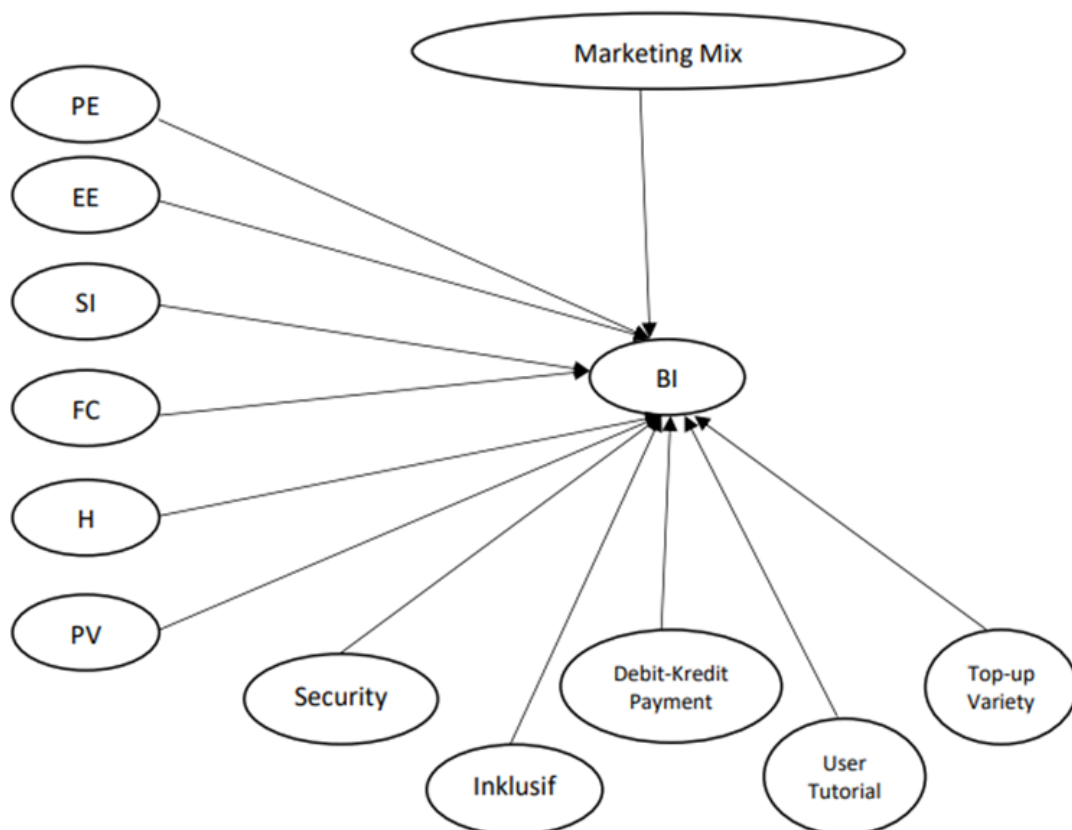 Marketing Mix
PE
EE
SI
BI
FC
H
PV
Security
Debit-Kredit
Payment
Top-up
Variety
Inklusif
User
Tutorial